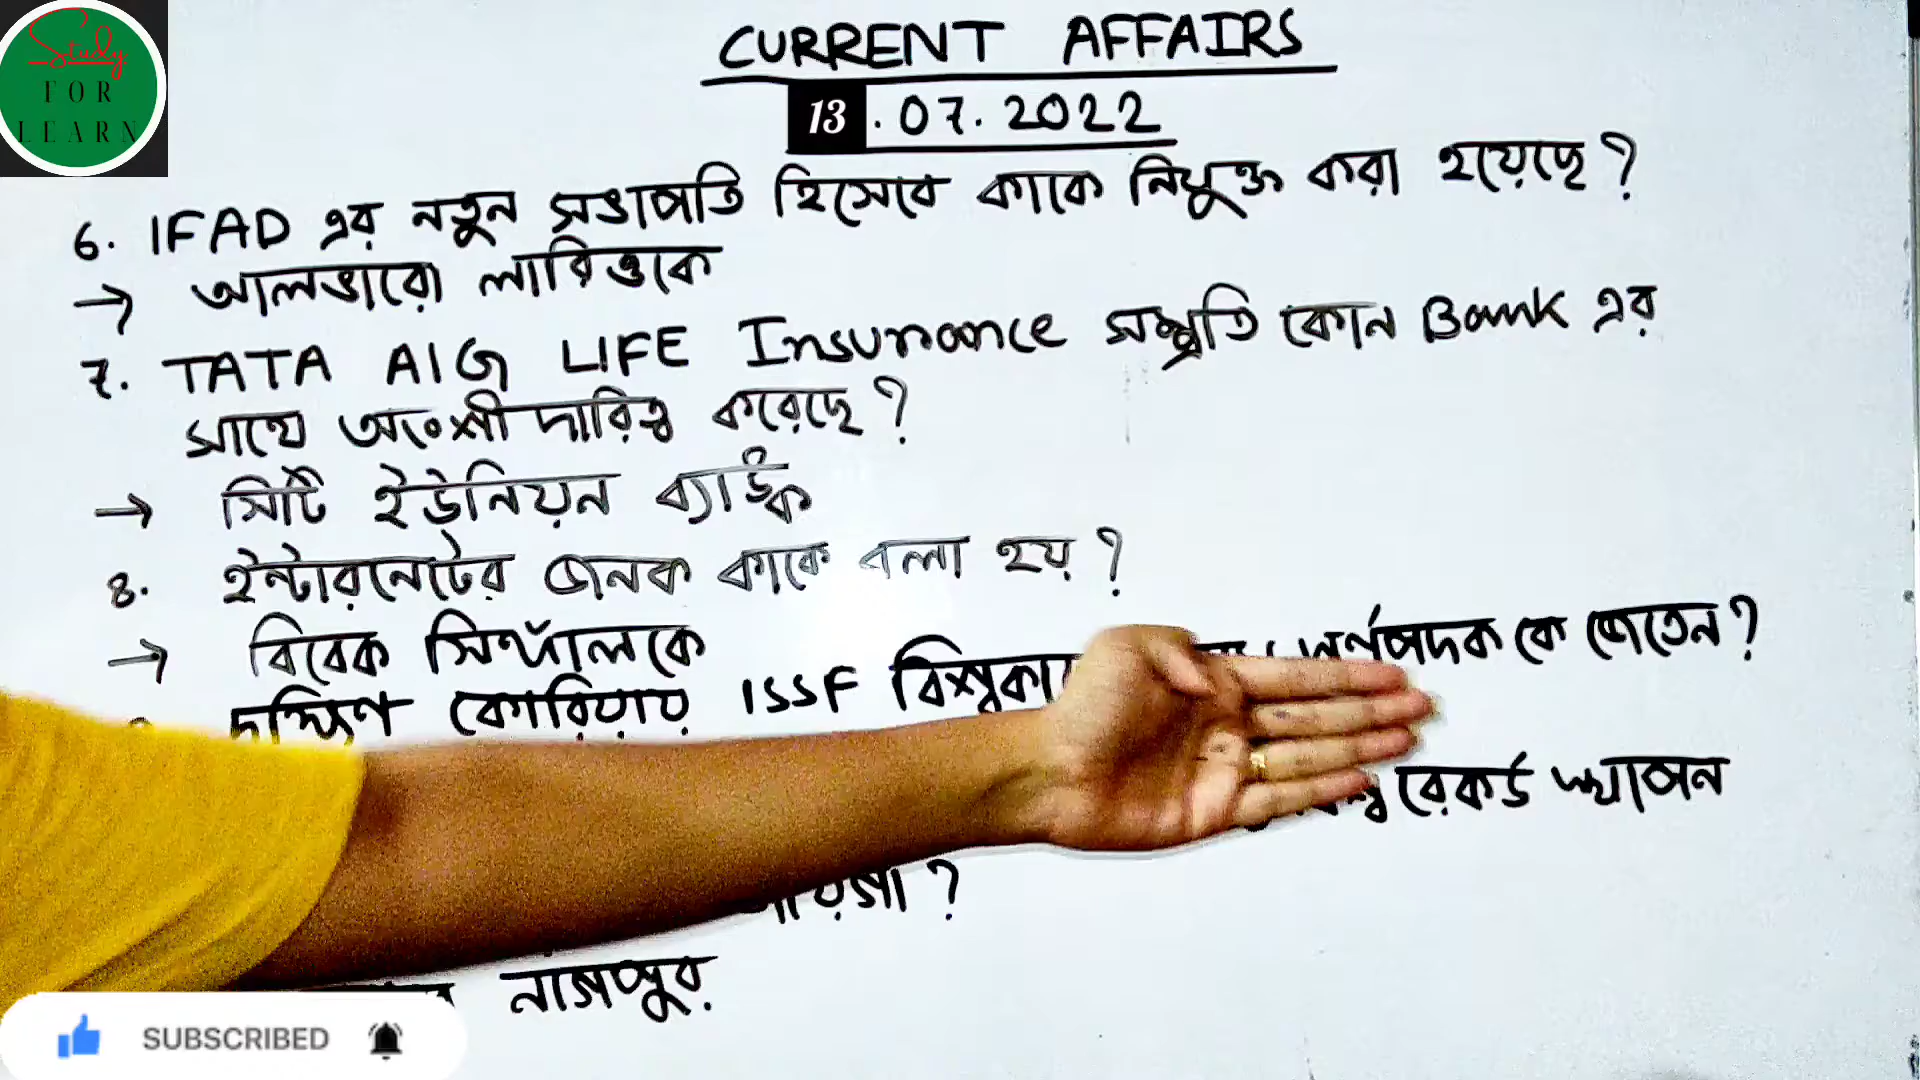 Study
FOR
LEARN
CURRENT AFFAIRS
13.07.2022
6. IFAD এর নতুন সভাপতি হিসেবে কাকে নিযুক্ত করা হয়েছে?
→ আলভারো লারিওকে
7. TATA AIG LIFE Insurance সম্প্রতি কোন Bank এর
সাথে অংশীদারিত্ব করেছে?
→ সিটি ইউনিয়ন ব্যাঙ্ক
8. ইন্টারনেটের জনক কাকে বলা হয়?
→ বিবেক সিন্দালকে
দক্ষিণ কোরিয়ায় ISSF স্বর্ণপদক কে জেতেন?
রেকর্ড স্থাপন
?
নাগপুর
SUBSCRIBED